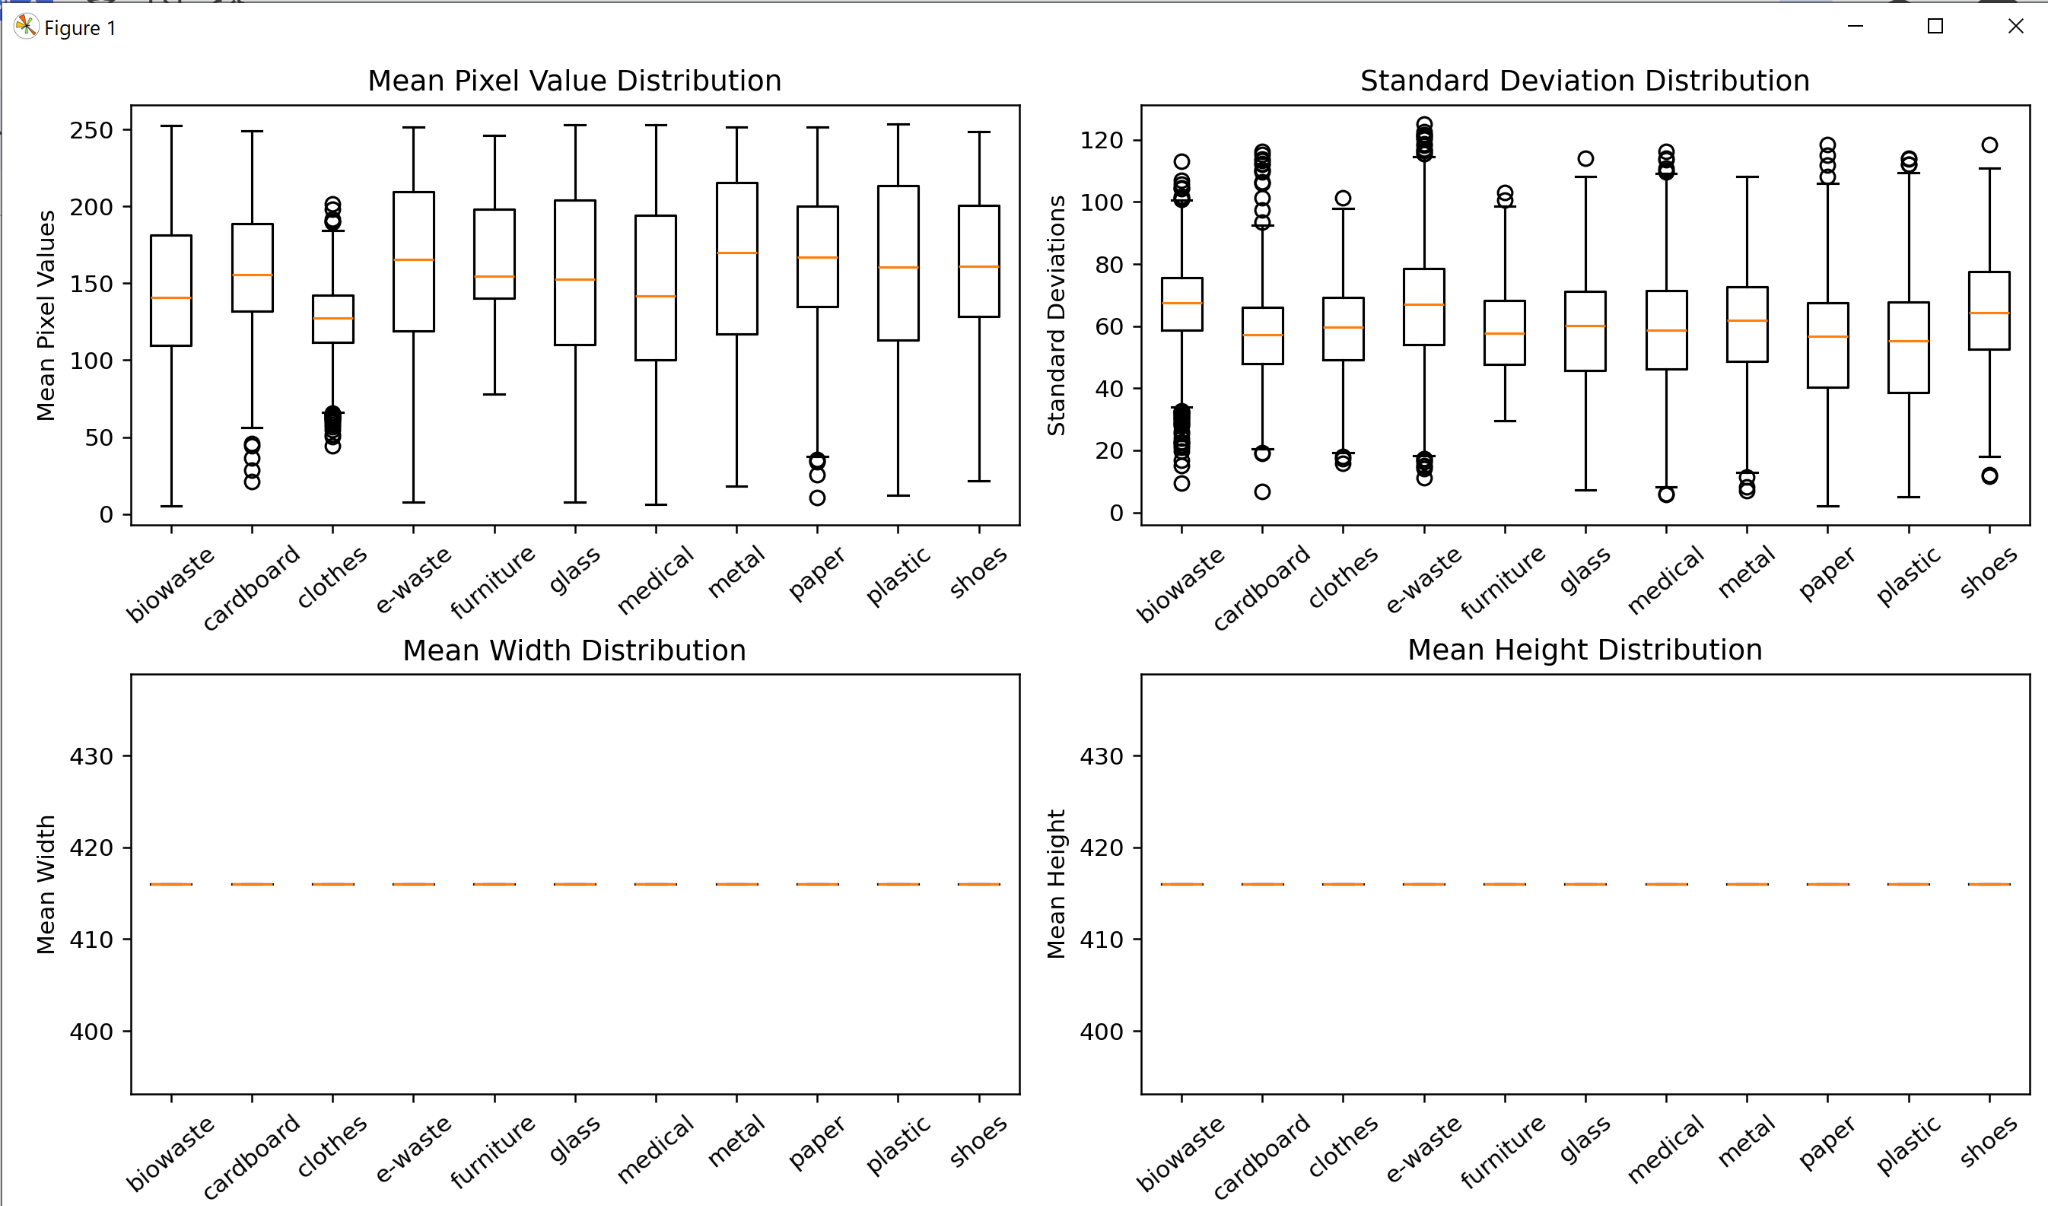 Figure 1
Mean Pixel Value Distribution
Mean Pixel Values
250
200
150
100
50
0
biowaste cardboard clothes e-waste furniture glass medical metal paper plastic shoes
Standard Deviation Distribution
Standard Deviations
120
100
80
60
40
20
0
biowaste cardboard clothes e-waste furniture glass medical metal paper plastic shoes
Mean Width Distribution
Mean Width
430
420
410
400
biowaste cardboard clothes e-waste furniture glass medical metal paper plastic shoes
Mean Height Distribution
Mean Height
430
420
410
400
biowaste cardboard clothes e-waste furniture glass medical metal paper plastic shoes